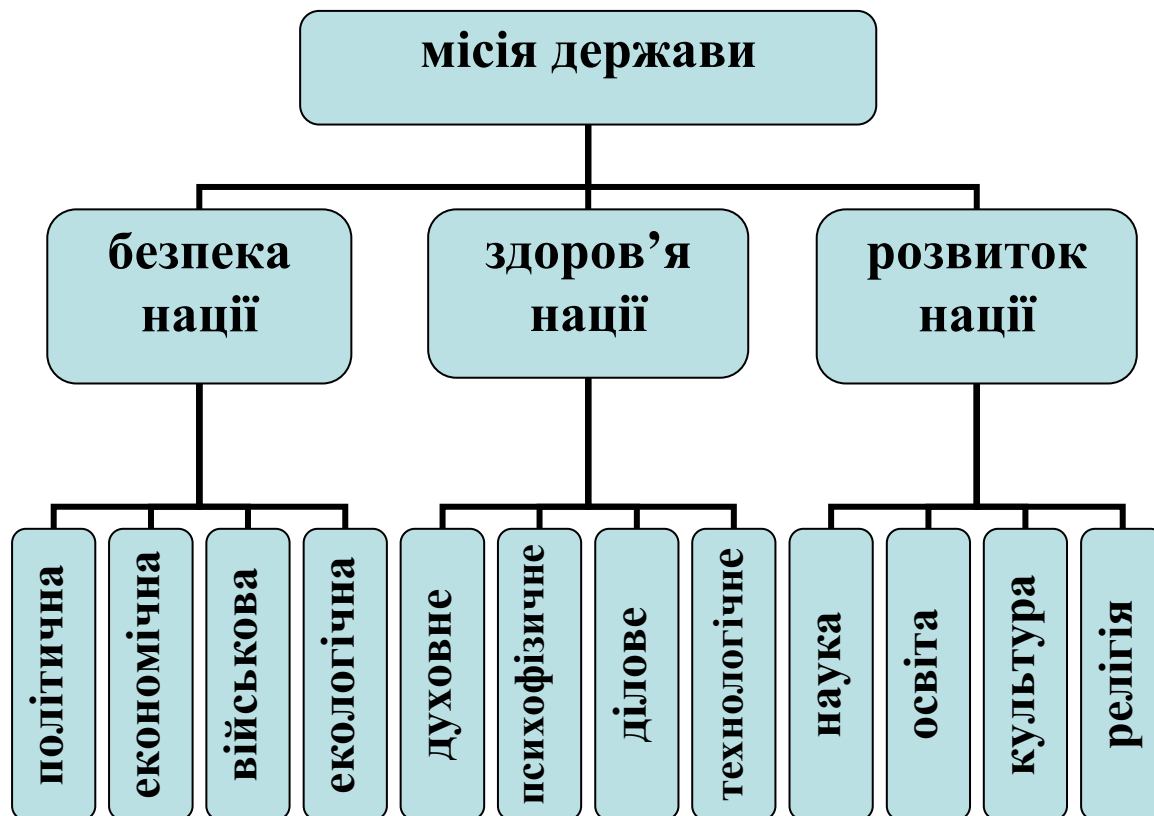 місія держави
безпека
нації
здоров’я
нації
розвиток
нації
політична
економічна
військова
екологічна
духовне
психофізичне
ділове
технологічне
наука
освіта
культура
релігія